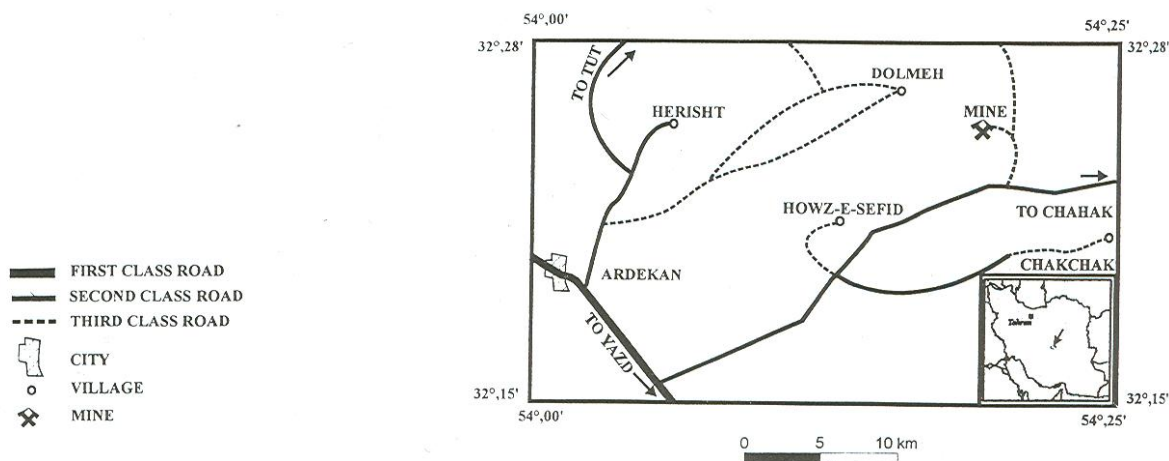 54°,00'
54°,25'
32°,28'
32°,28'
TO TUT
DOLMEH
HERISHT
MINE
HOWZ-E-SEFID
TO CHAHAK
ARDEKAN
CHAKCHAK
TO YAZD
Tehran
32°,15'
32°,15'
54°,00'
54°,25'
0 5 10 km
FIRST CLASS ROAD
SECOND CLASS ROAD
THIRD CLASS ROAD
CITY
VILLAGE
MINE